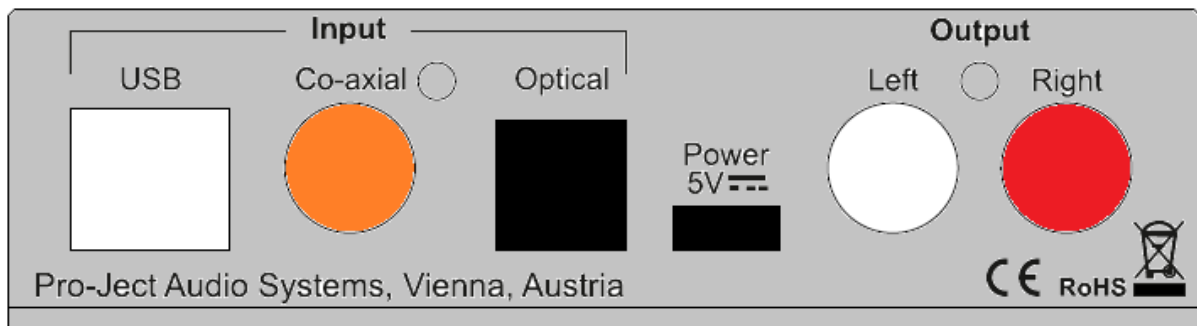 Input
Output
USB
Co-axial
Optical
Left
Right
Power
5V
Pro-Ject Audio Systems, Vienna, Austria
CE
RoHS